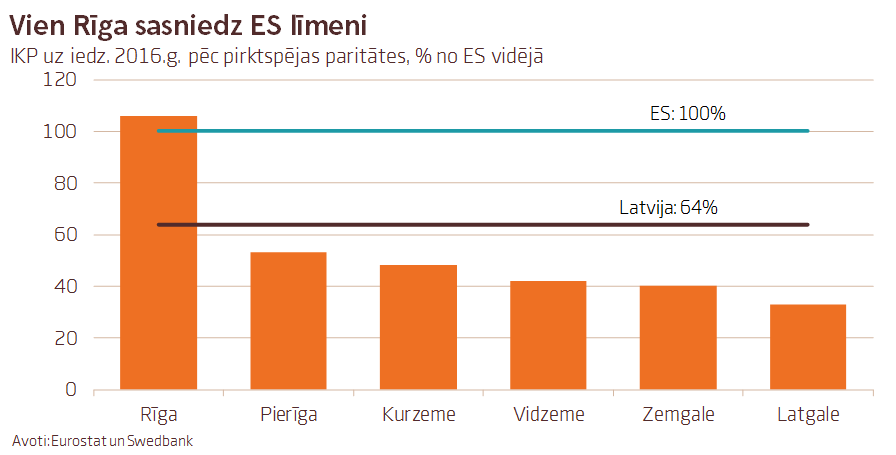 Vien Rīga sasniedz ES līmeni
IKP uz iedz. 2016.g. pēc pirktspējas paritātes, % no ES vidējā
120
100
80
60
40
20
0
ES: 100%
Latvija: 64%
Rīga Pierīga Kurzeme Vidzeme Zemgale Latgale
Avoti: Eurostat un Swedbank